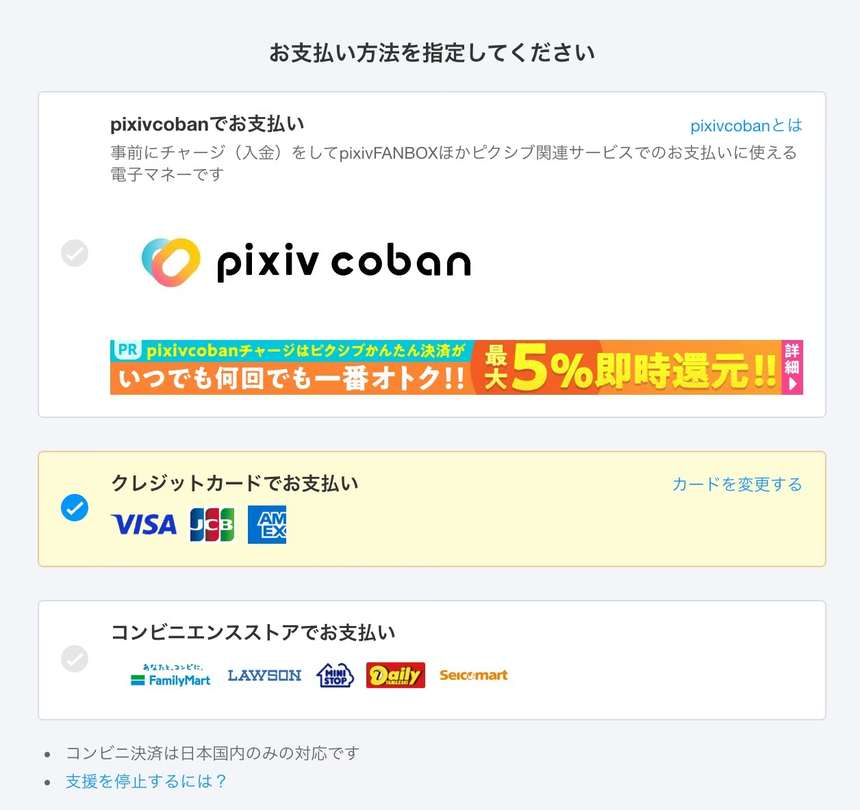 お支払い方法を指定してください
pixivcobanでお支払い
pixivcobanとは
事前にチャージ（入金）をしてpixivFANBOXほかピクシブ関連サービスでのお支払いに使える
電子マネーです
pixiv coban
PR pixivcobanチャージはピクシブかんたん決済が
いつでも何回でも一番オトク!!
最大5%即時還元!!
詳細
クレジットカードでお支払い
カードを変更する
VISA JCB AMEX
コンビニエンスストアでお支払い
あなたと、コンビに、
FamilyMart LAWSON MINI STOP Daily Seicomart
コンビニ決済は日本国内のみの対応です
支援を停止するには？